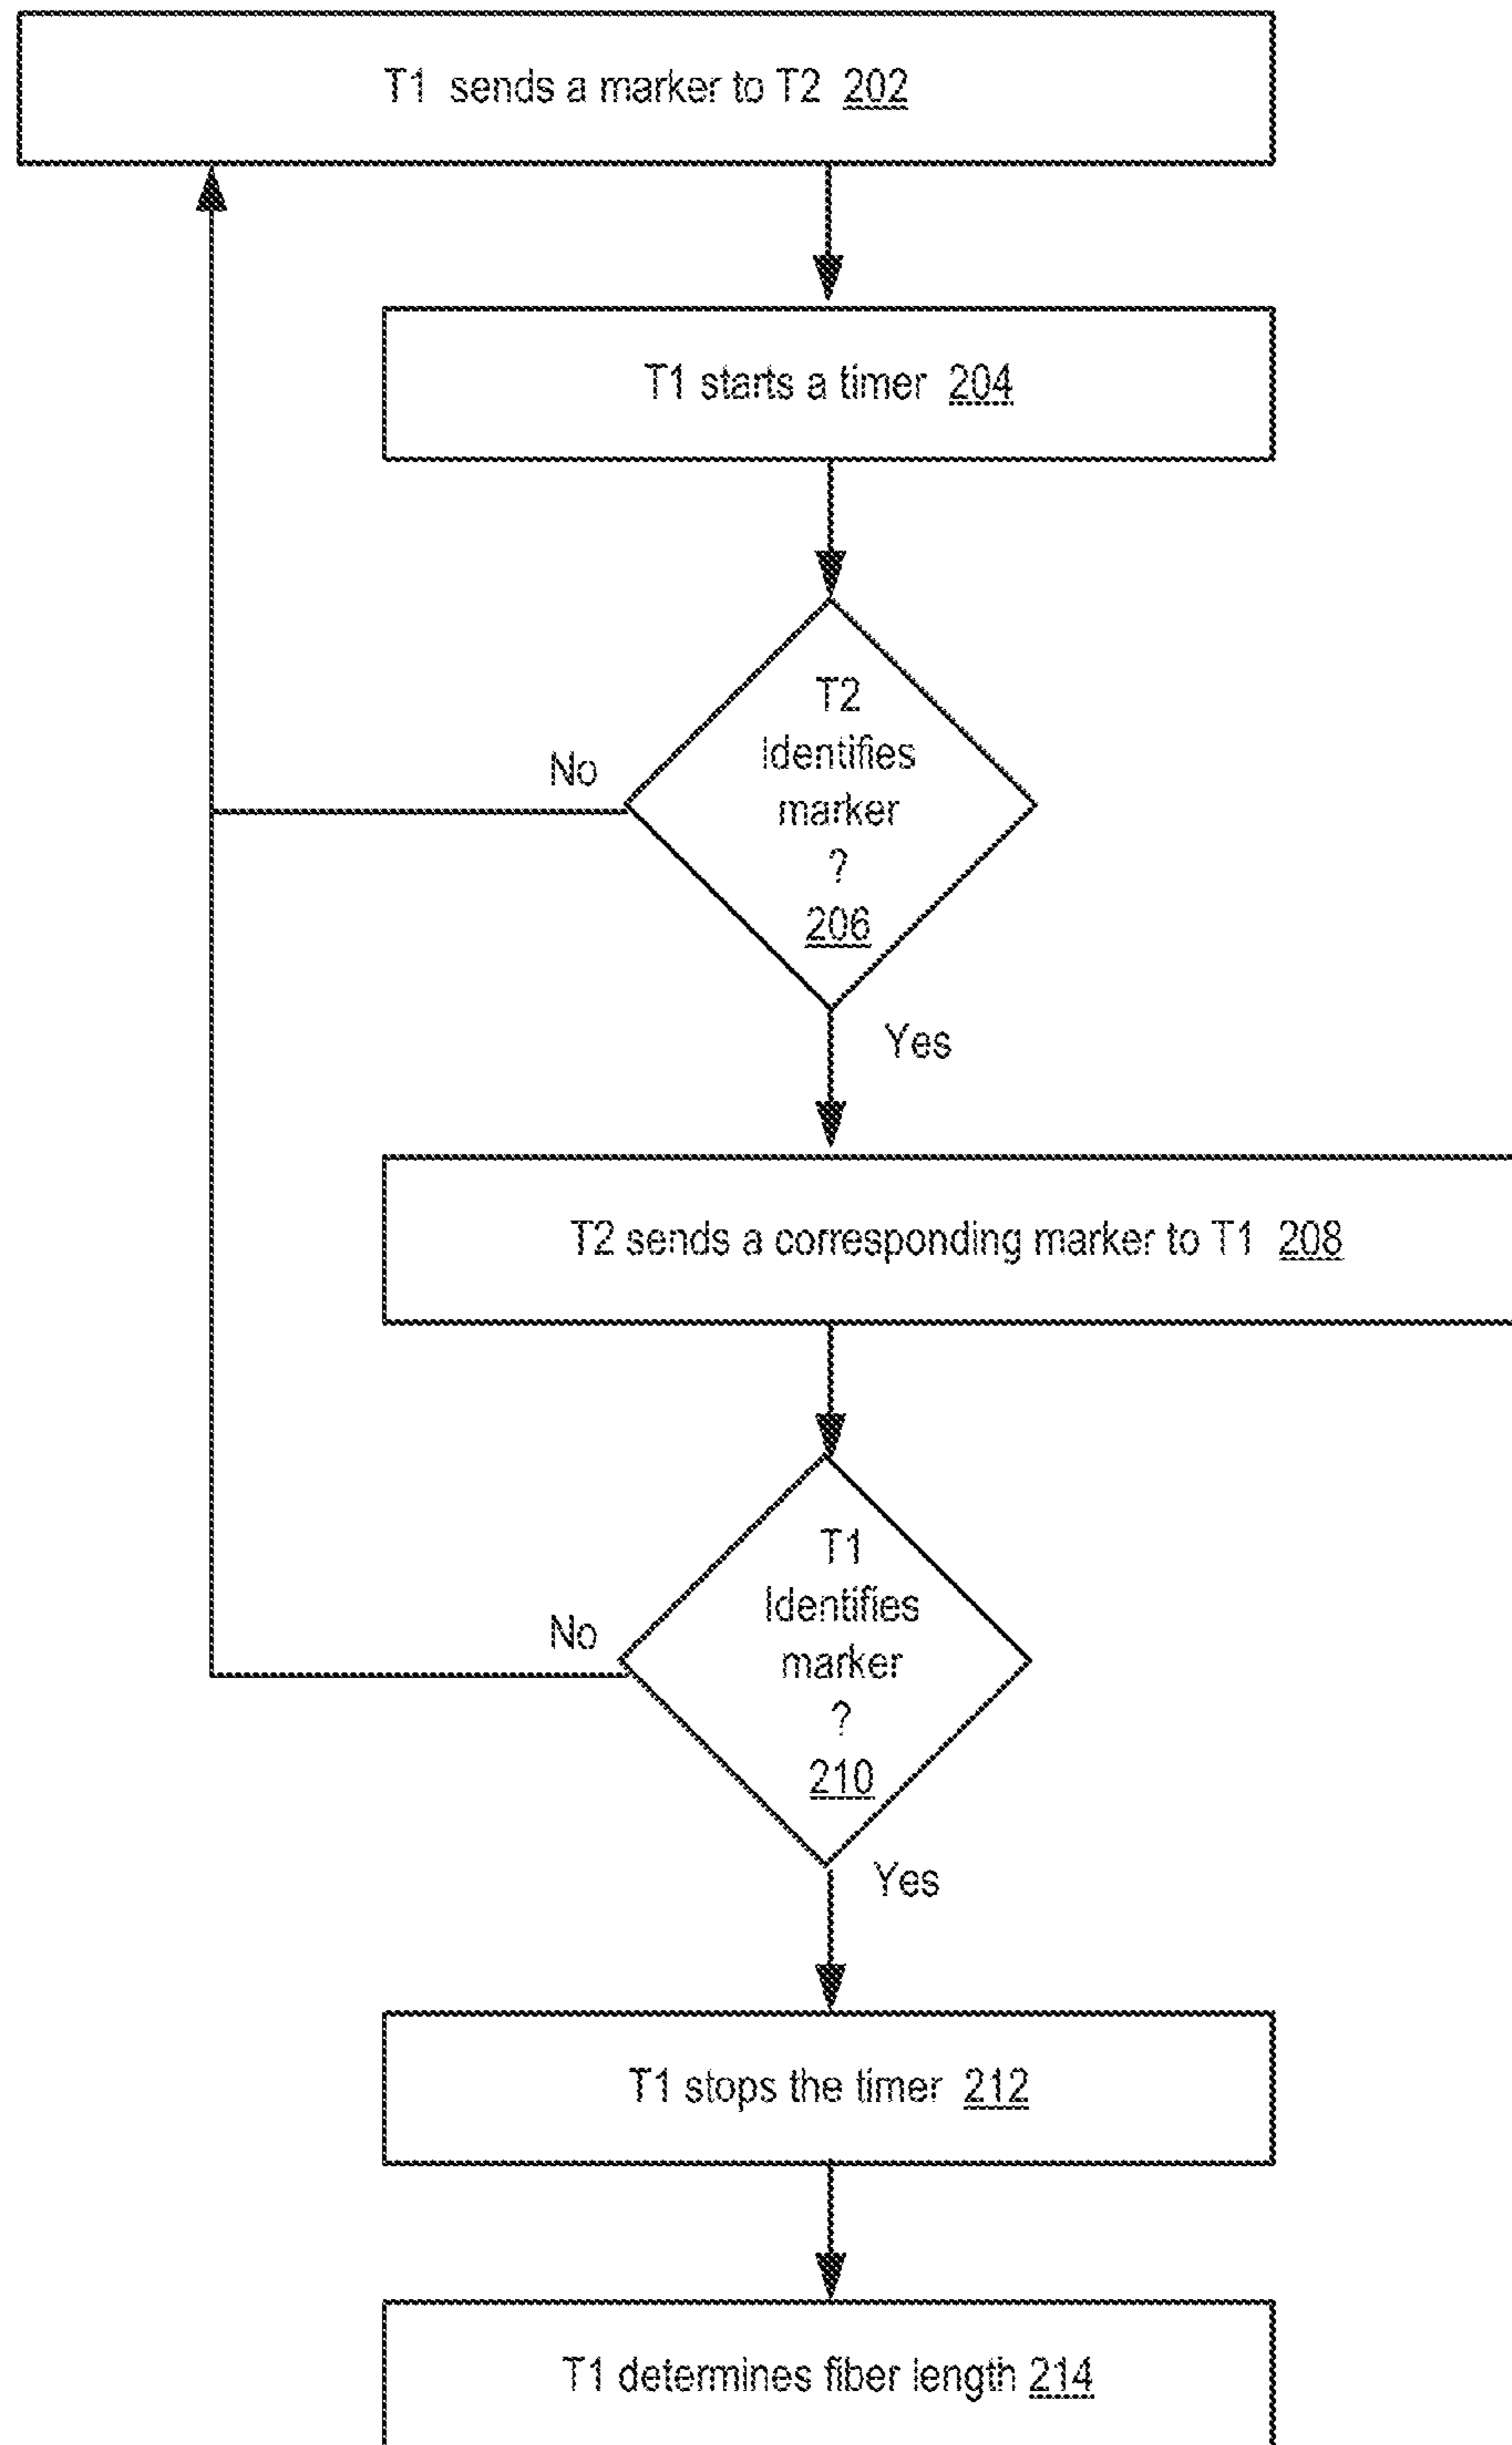 T1 sends a marker to T2 202
T1 starts a timer 204
T2
Identifies
marker
?
206
No
Yes
T2 sends a corresponding marker to T1 208
T1
Identifies
marker
?
210
No
Yes
T1 stops the timer 212
T1 determines fiber length 214